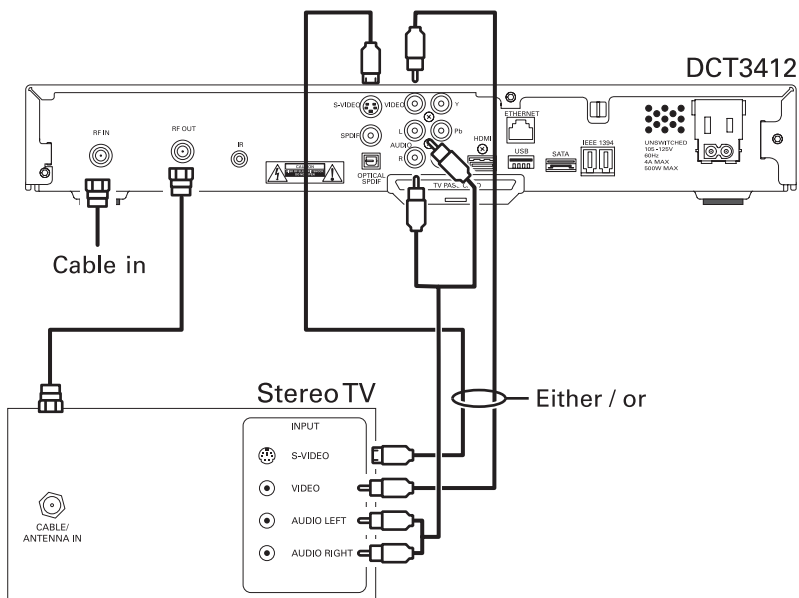 DCT3412
S-VIDEO
VIDEO
Y
ETHERNET
RF IN
RF OUT
IR
SPDIF
L
AUDIO
R
Pb
HDMI
USB
SATA
IEEE 1394
UNSWITCHED
105-125V
60Hz
4A MAX
500W MAX
CAUTION
OPTICAL
SPDIF
TV PASS CARD
Cable in
Stereo TV
Either / or
INPUT
S-VIDEO
VIDEO
AUDIO LEFT
AUDIO RIGHT
CABLE/
ANTENNA IN